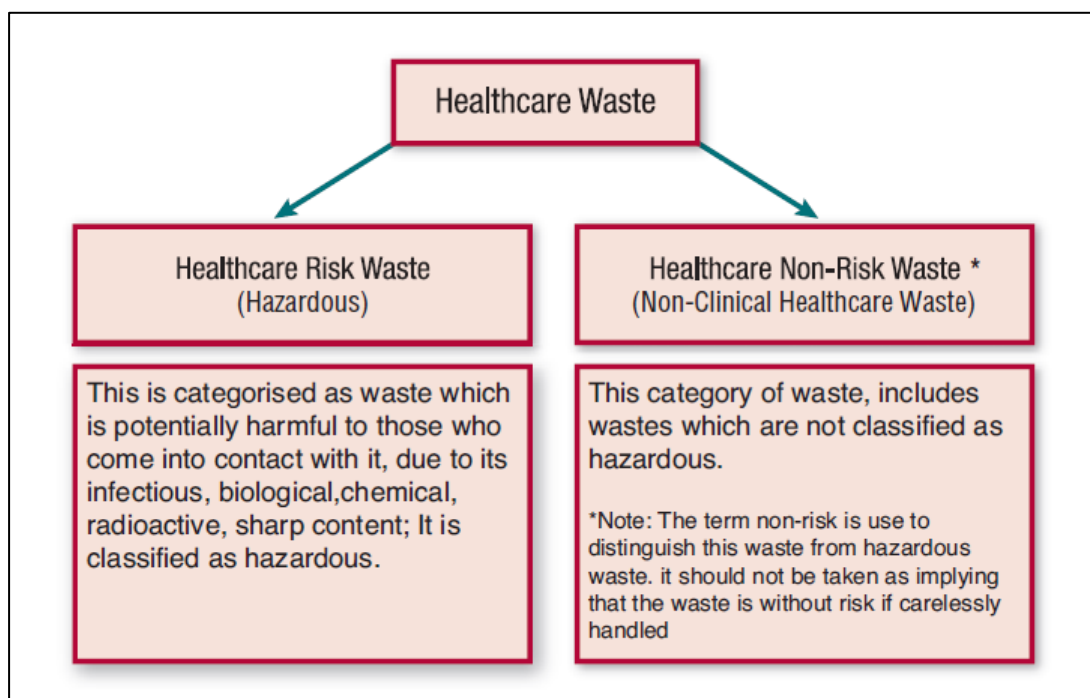 Healthcare Waste
Healthcare Risk Waste
(Hazardous)
Healthcare Non-Risk Waste *
(Non-Clinical Healthcare Waste)
This is categorised as waste which
is potentially harmful to those who
come into contact with it, due to its
infectious, biological,chemical,
radioactive, sharp content; It is
classified as hazardous.
This category of waste, includes
wastes which are not classified as
hazardous.
*Note: The term non-risk is use to
distinguish this waste from hazardous
waste. it should not be taken as implying
that the waste is without risk if carelessly
handled